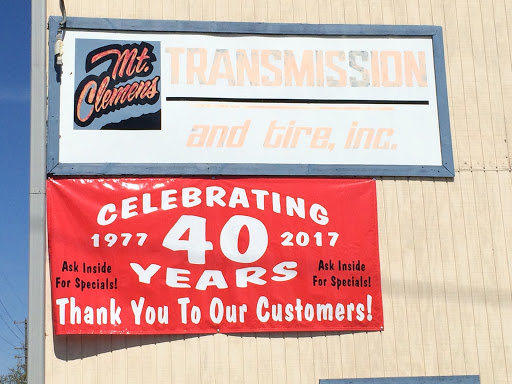 Mt.
Clemens
TRANSMISSION
and tire, inc.
CELEBRATING
1977 40 2017
YEARS
Ask Inside
For Specials!
Ask Inside
For Specials!
Thank You To Our Customers!